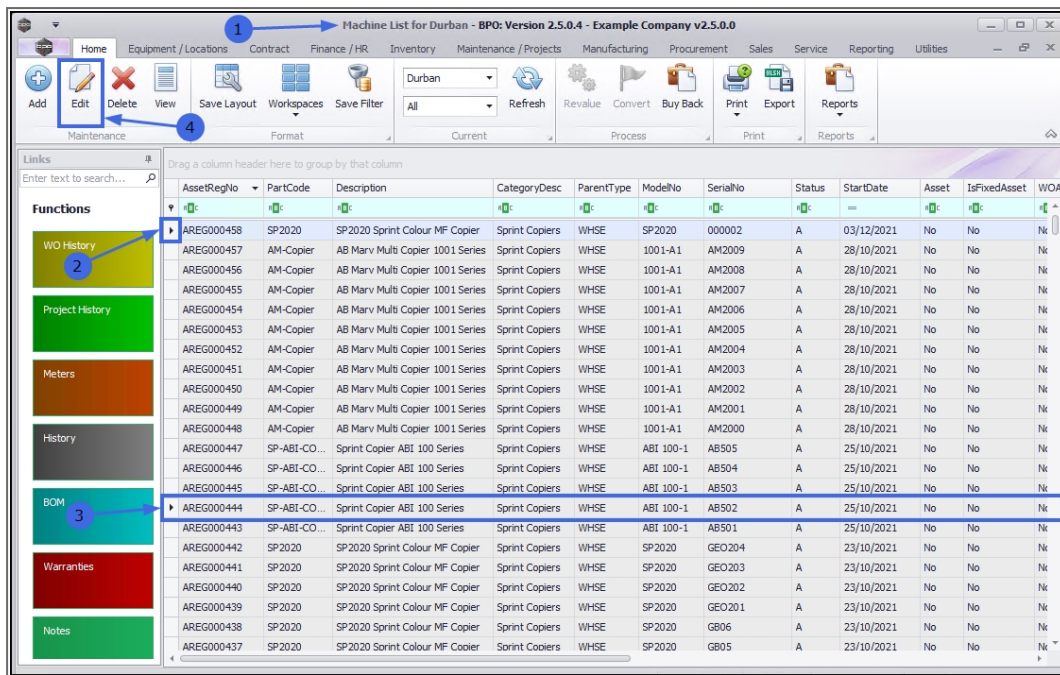 1
Machine List for Durban - BPO: Version 2.5.0.4 - Example Company v2.5.0.0
Home Equipment / Locations Contract Finance / HR Inventory Maintenance / Projects Manufacturing Procurement Sales Service Reporting Utilities
Add Edit Delete View Save Layout Workspaces Save Filter Durban All Refresh Revalue Convert Buy Back Print Export Reports
4
Maintenance Format Current Process Print Reports
Links
Enter text to search...
Functions
WO History
2
Project History
Meters
History
BOM
3
Warranties
Notes
Drag a column header here to group by that column
AssetRegNo PartCode Description CategoryDesc ParentType ModelNo SerialNo Status StartDate Asset IsFixedAsset WOA
AREG000458 SP2020 SP2020 Sprint Colour MF Copier Sprint Copiers WHSE SP2020 000002 A 03/12/2021 No No
AREG000457 AM-Copier AB Marv Multi Copier 1001 Series Sprint Copiers WHSE 1001-A1 AM2009 A 28/10/2021 No No
AREG000456 AM-Copier AB Marv Multi Copier 1001 Series Sprint Copiers WHSE 1001-A1 AM2008 A 28/10/2021 No No
AREG000455 AM-Copier AB Marv Multi Copier 1001 Series Sprint Copiers WHSE 1001-A1 AM2007 A 28/10/2021 No No
AREG000454 AM-Copier AB Marv Multi Copier 1001 Series Sprint Copiers WHSE 1001-A1 AM2006 A 28/10/2021 No No
AREG000453 AM-Copier AB Marv Multi Copier 1001 Series Sprint Copiers WHSE 1001-A1 AM2005 A 28/10/2021 No No
AREG000452 AM-Copier AB Marv Multi Copier 1001 Series Sprint Copiers WHSE 1001-A1 AM2004 A 28/10/2021 No No
AREG000451 AM-Copier AB Marv Multi Copier 1001 Series Sprint Copiers WHSE 1001-A1 AM2003 A 28/10/2021 No No
AREG000450 AM-Copier AB Marv Multi Copier 1001 Series Sprint Copiers WHSE 1001-A1 AM2002 A 28/10/2021 No No
AREG000449 AM-Copier AB Marv Multi Copier 1001 Series Sprint Copiers WHSE 1001-A1 AM2001 A 28/10/2021 No No
AREG000448 AM-Copier AB Marv Multi Copier 1001 Series Sprint Copiers WHSE 1001-A1 AM2000 A 28/10/2021 No No
AREG000447 SP-ABI-CO... Sprint Copier ABI 100 Series Sprint Copiers WHSE ABI 100-1 AB505 A 25/10/2021 No No
AREG000446 SP-ABI-CO... Sprint Copier ABI 100 Series Sprint Copiers WHSE ABI 100-1 AB504 A 25/10/2021 No No
AREG000445 SP-ABI-CO... Sprint Copier ABI 100 Series Sprint Copiers WHSE ABI 100-1 AB503 A 25/10/2021 No No
AREG000444 SP-ABI-CO... Sprint Copier ABI 100 Series Sprint Copiers WHSE ABI 100-1 AB502 A 25/10/2021 No No
AREG000443 SP-ABI-CO... Sprint Copier ABI 100 Series Sprint Copiers WHSE ABI 100-1 AB501 A 25/10/2021 No No
AREG000442 SP2020 SP2020 Sprint Colour MF Copier Sprint Copiers WHSE SP2020 GEO204 A 23/10/2021 No No
AREG000441 SP2020 SP2020 Sprint Colour MF Copier Sprint Copiers WHSE SP2020 GEO203 A 23/10/2021 No No
AREG000440 SP2020 SP2020 Sprint Colour MF Copier Sprint Copiers WHSE SP2020 GEO202 A 23/10/2021 No No
AREG000439 SP2020 SP2020 Sprint Colour MF Copier Sprint Copiers WHSE SP2020 GEO201 A 23/10/2021 No No
AREG000438 SP2020 SP2020 Sprint Colour MF Copier Sprint Copiers WHSE SP2020 GB06 A 23/10/2021 No No
AREG000437 SP2020 SP2020 Sprint Colour MF Copier Sprint Copiers WHSE SP2020 GB05 A 23/10/2021 No No